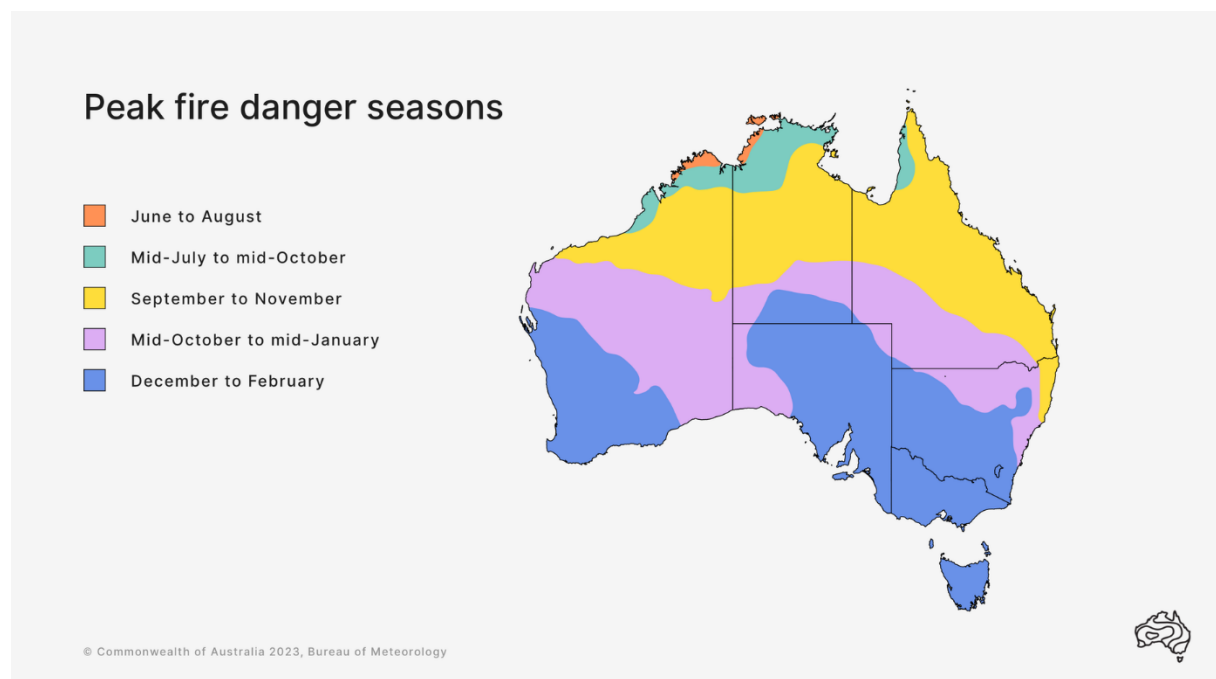 Peak fire danger seasons
June to August
Mid-July to mid-October
September to November
Mid-October to mid-January
December to February
© Commonwealth of Australia 2023, Bureau of Meteorology